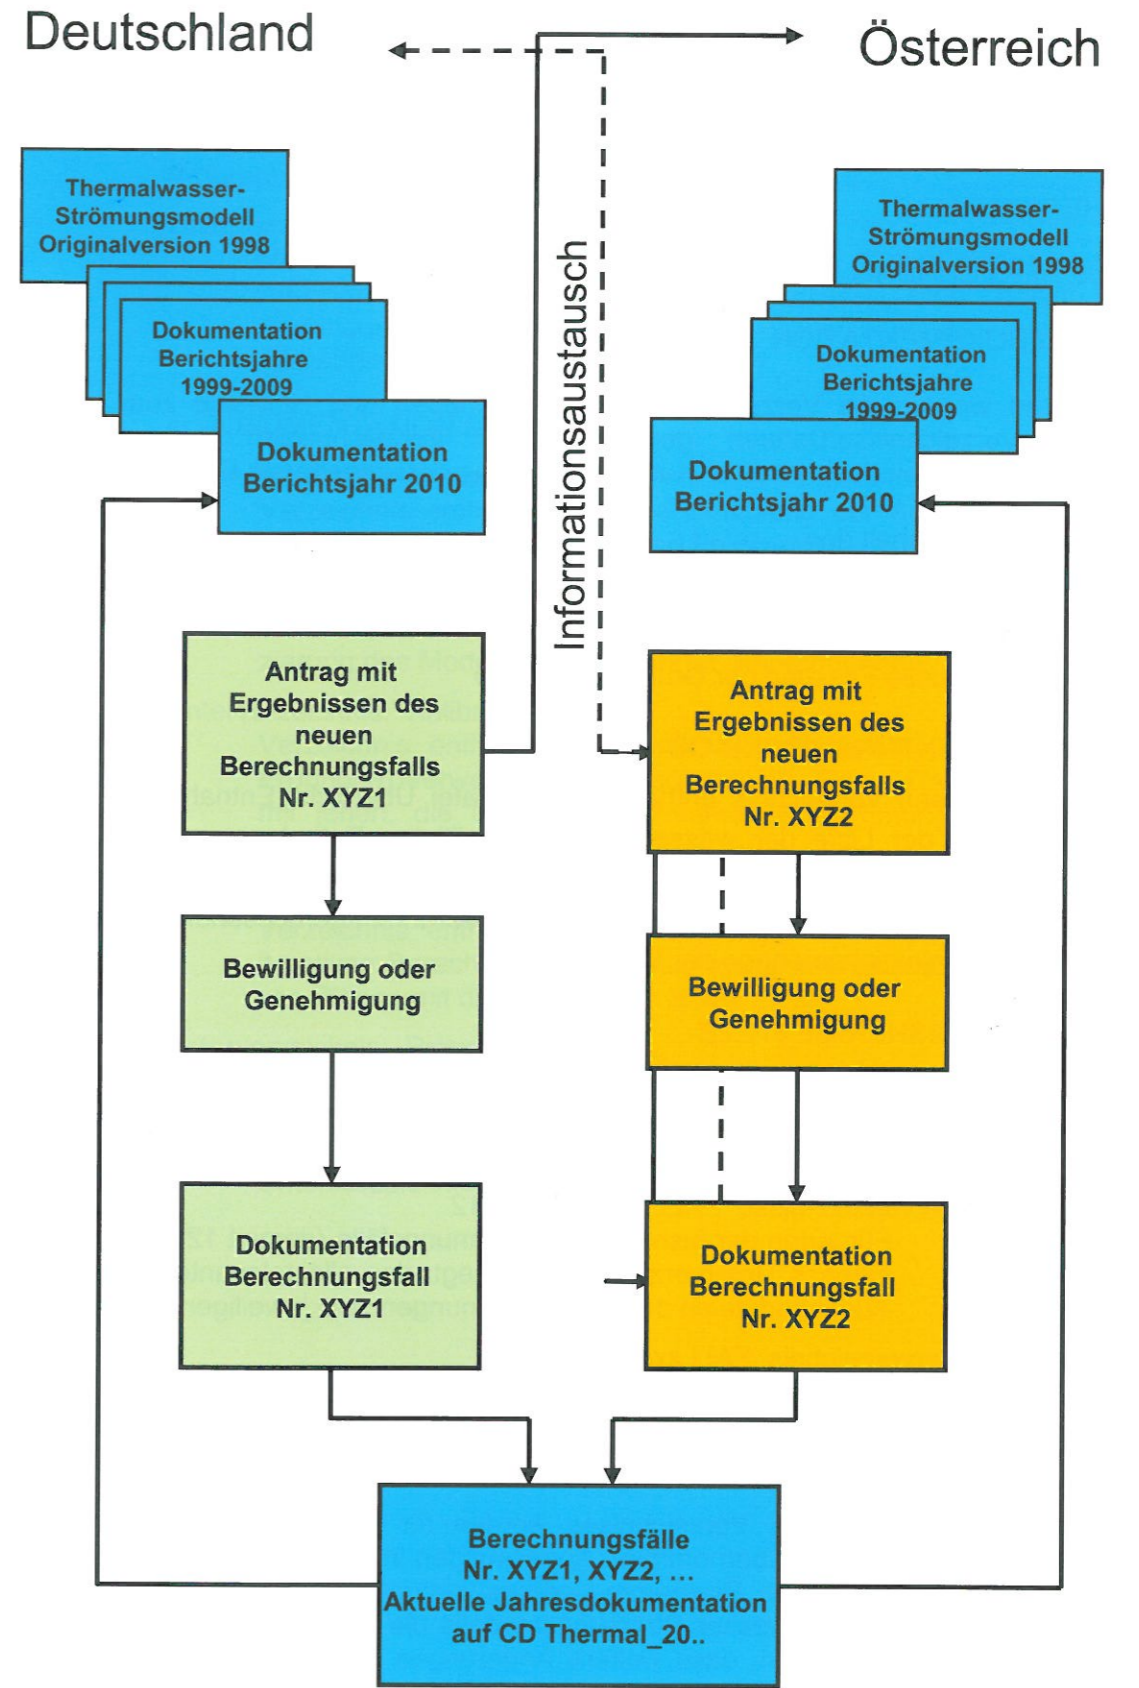 Deutschland
Österreich
Thermalwasser-
Strömungsmodell
Originalversion 1998
Dokumentation
Berichtsjahre
1999-2009
Dokumentation
Berichtsjahr 2010
Informationsaustausch
Thermalwasser-
Strömungsmodell
Originalversion 1998
Dokumentation
Berichtsjahre
1999-2009
Dokumentation
Berichtsjahr 2010
Antrag mit
Ergebnissen des
neuen
Berechnungsfalls
Nr. XYZ1
Bewilligung oder
Genehmigung
Dokumentation
Berechnungsfall
Nr. XYZ1
Antrag mit
Ergebnissen des
neuen
Berechnungsfalls
Nr. XYZ2
Bewilligung oder
Genehmigung
Dokumentation
Berechnungsfall
Nr. XYZ2
Berechnungsfälle
Nr. XYZ1, XYZ2, ...
Aktuelle Jahresdokumentation
auf CD Thermal_20..